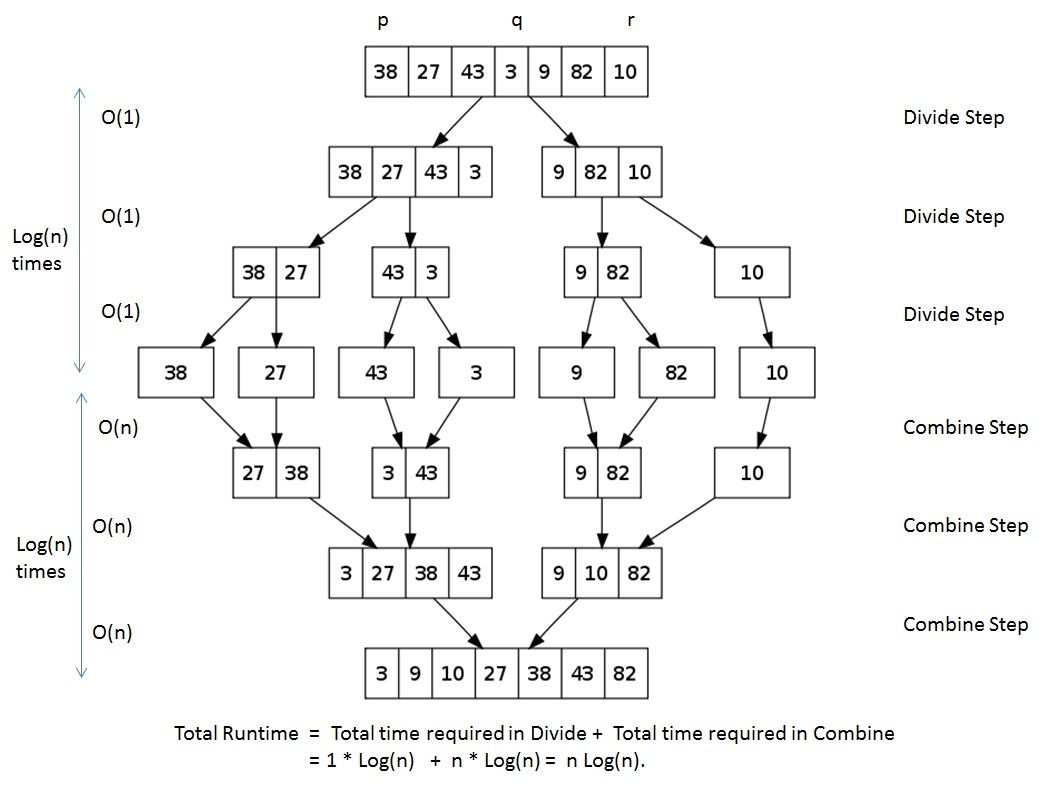 p q r
38 27 43 3 9 82 10
O(1) Divide Step
38 27 43 3 9 82 10
O(1) Divide Step
Log(n)
times
38 27 43 3 9 82 10
O(1) Divide Step
38 27 43 3 9 82 10
O(n) Combine Step
27 38 3 43 9 82 10
O(n) Combine Step
Log(n)
times
3 27 38 43 9 10 82
O(n) Combine Step
3 9 10 27 38 43 82
Total Runtime = Total time required in Divide + Total time required in Combine
= 1 * Log(n) + n * Log(n) = n Log(n).